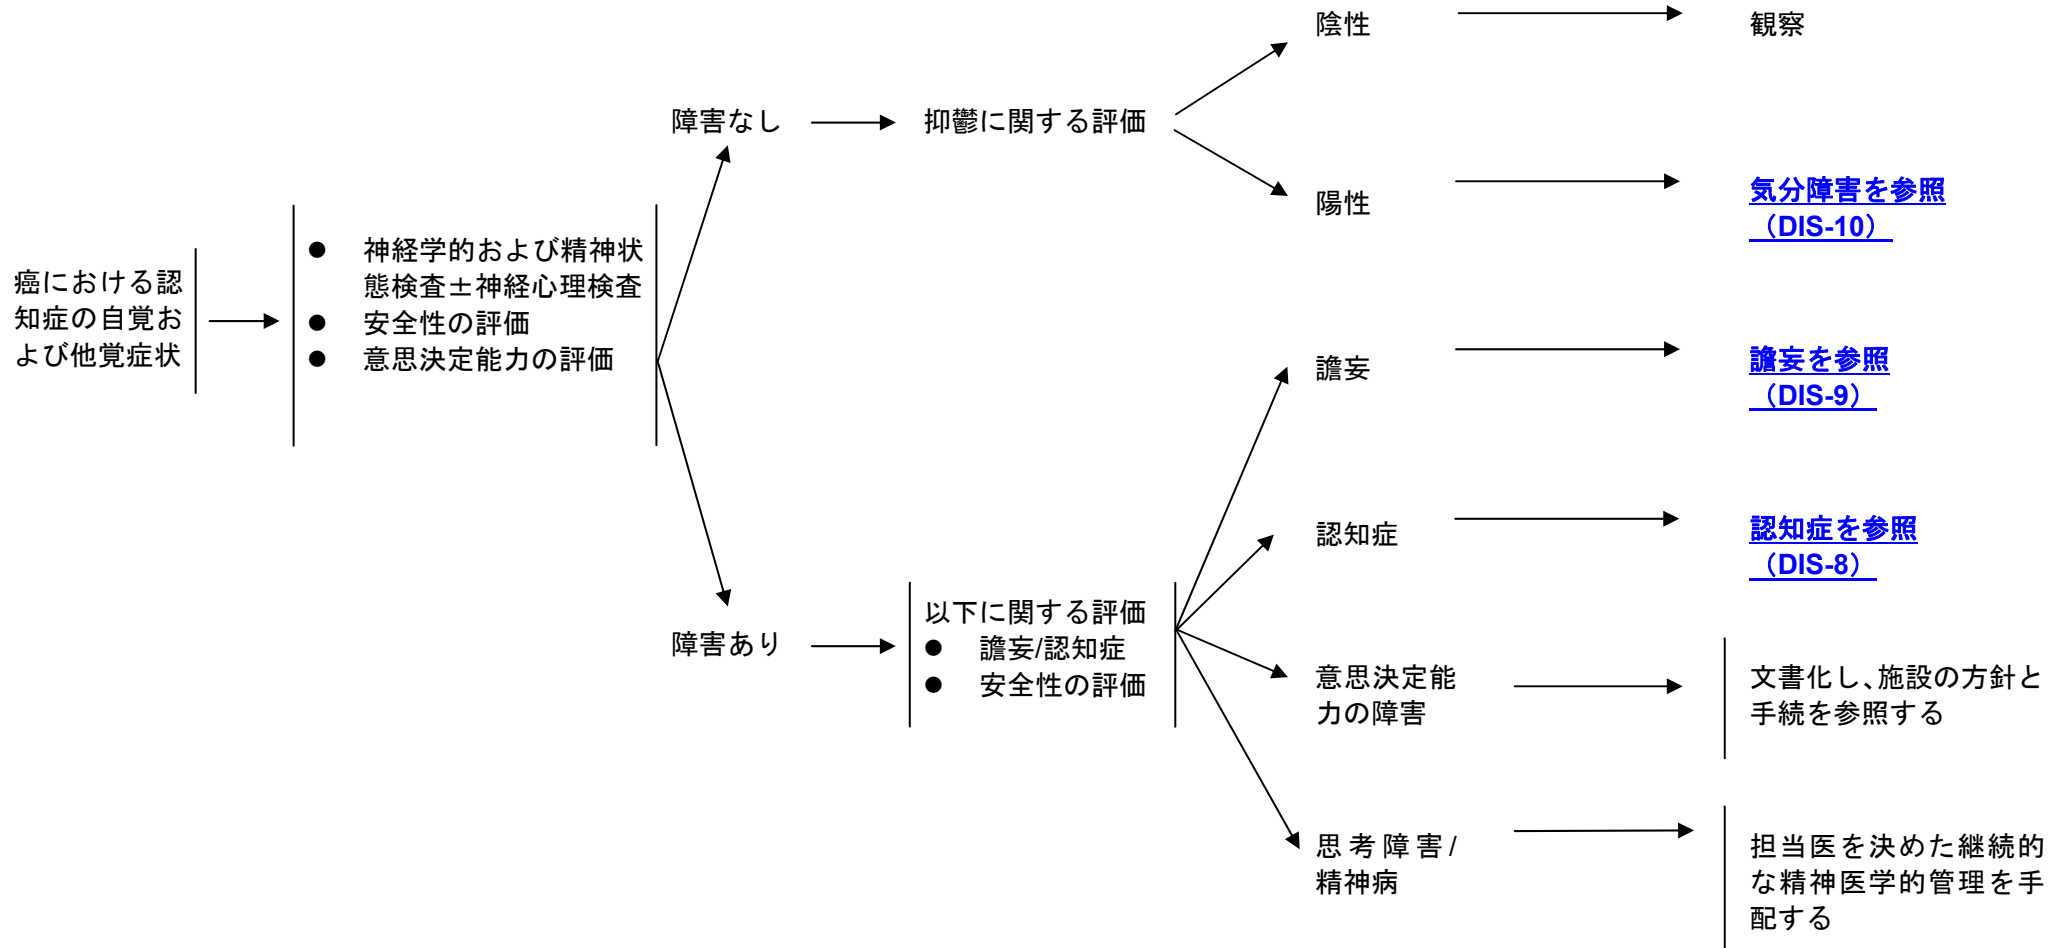 癌における認
知症の自覚お
よび他覚症状
● 神経学的および精神状
態検査±神経心理検査
● 安全性の評価
● 意思決定能力の評価
障害なし
抑鬱に関する評価
陰性
観察
陽性
気分障害を参照
（DIS-10）
障害あり
以下に関する評価
● 譫妄/認知症
● 安全性の評価
譫妄
譫妄を参照
（DIS-9）
認知症
認知症を参照
（DIS-8）
意思決定能
力の障害
文書化し、施設の方針と
手続を参照する
思考障害/
精神病
担当医を決めた継続的
な精神医学的管理を手
配する